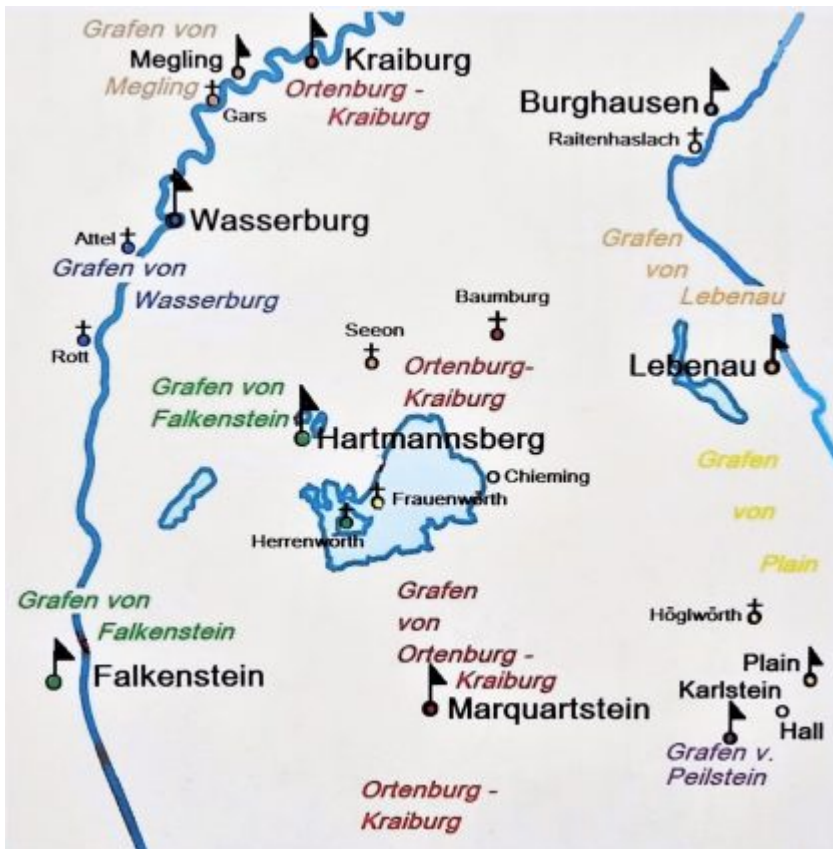 Grafen von
Megling
Megling
Kraiburg
Gars
Ortenburg -
Kraiburg
Burghausen
Raitenhaslach
Wasserburg
Attel
Grafen von
Wasserburg
Grafen
von
Lebenau
Rott
Seeon
Baumburg
Ortenburg-
Kraiburg
Lebenau
Grafen von
Falkenstein
Hartmannsberg
Chieming
Frauenwörth
Herrenwörth
Grafen
von
Plain
Grafen von
Falkenstein
Falkenstein
Grafen
von
Ortenburg -
Kraiburg
Marquartstein
Höglwörth
Plain
Karlstein
Hall
Grafen v.
Peilstein
Ortenburg -
Kraiburg